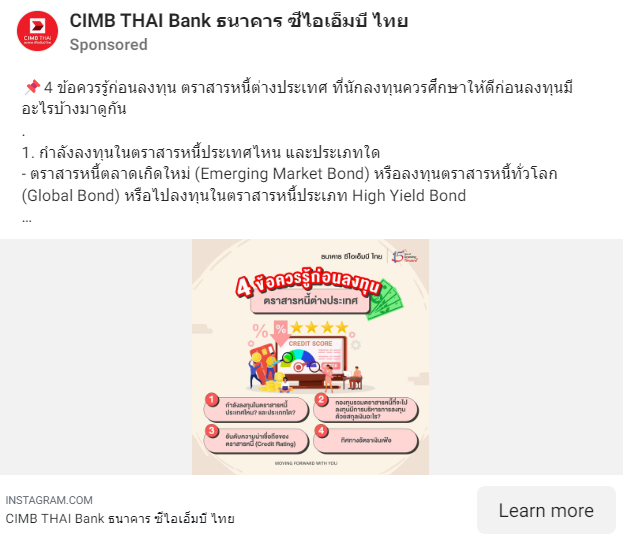 CIMB THAI Bank ธนาคาร ซีไอเอ็มบี ไทย
Sponsored
📌 4 ข้อควรรู้ก่อนลงทุน ตราสารหนี้ต่างประเทศ ที่นักลงทุนควรศึกษาให้ดีก่อนลงทุนมี
อะไรบ้างมาดูกัน
.
1. กำลังลงทุนในตราสารหนี้ประเทศไหน และประเภทใด
- ตราสารหนี้ตลาดเกิดใหม่ (Emerging Market Bond) หรือลงทุนตราสารหนี้ทั่วโลก
(Global Bond) หรือไปลงทุนในตราสารหนี้ประเภท High Yield Bond
...
CIMB THAI
ธนาคาร ซีไอเอ็มบี ไทย
15
4 ข้อควรรู้ก่อนลงทุน
ตราสารหนี้ต่างประเทศ
% %
CREDIT SCORE
1
กำลังลงทุนในตราสารหนี้
ประเทศไหน? และประเภทใด?
2
กองทุนรวมตราสารหนี้ที่จะไป
ลงทุนมีการบริหารการลงทุน
ด้วยสกุลเงินอะไร?
3
อันดับความน่าเชื่อถือของ
ตราสารหนี้ (Credit Rating)
4
ทิศทางอัตราเงินเฟ้อ
MOVING FORWARD WITH YOU
INSTAGRAM.COM
CIMB THAI Bank ธนาคาร ซีไอเอ็มบี ไทย
Learn more